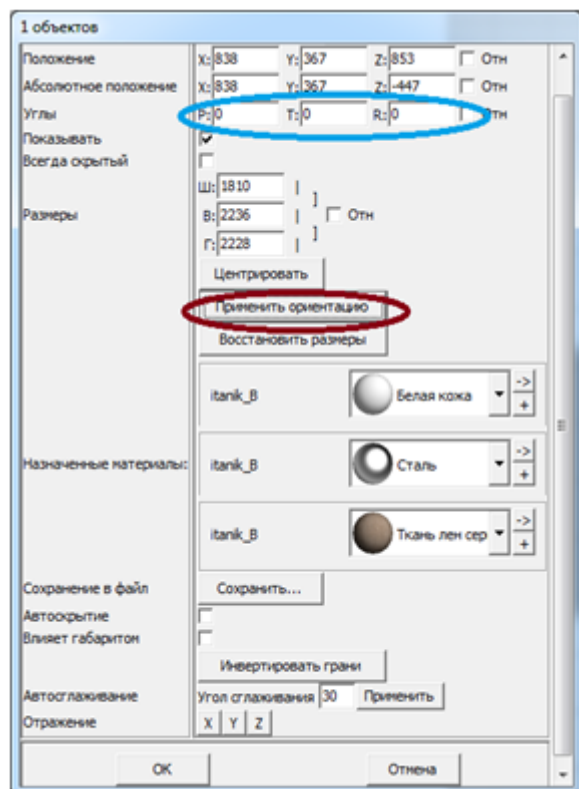 1 объектов
Положение X: 838 Y: 367 Z: 853 Отн
Абсолютное положение X: 838 Y: 367 Z: -447 Отн
Углы P: 0 T: 0 R: 0 Отн
Показывать
Всегда скрытый
Ш: 1810 |
Размеры В: 2236 | ] Отн
Г: 2228 | ]
Центрировать
Применить ориентацию
Восстановить размеры
itanik_B Белая кожа -> +
Назначенные материалы: itanik_B Сталь -> +
itanik_B Ткань лен сер -> +
Сохранение в файл Сохранить...
Автоскрытие
Влияет габаритом
Инвертировать грани
Автосглаживание Угол сглаживания 30 Применить
Отражение X Y Z
OK Отмена